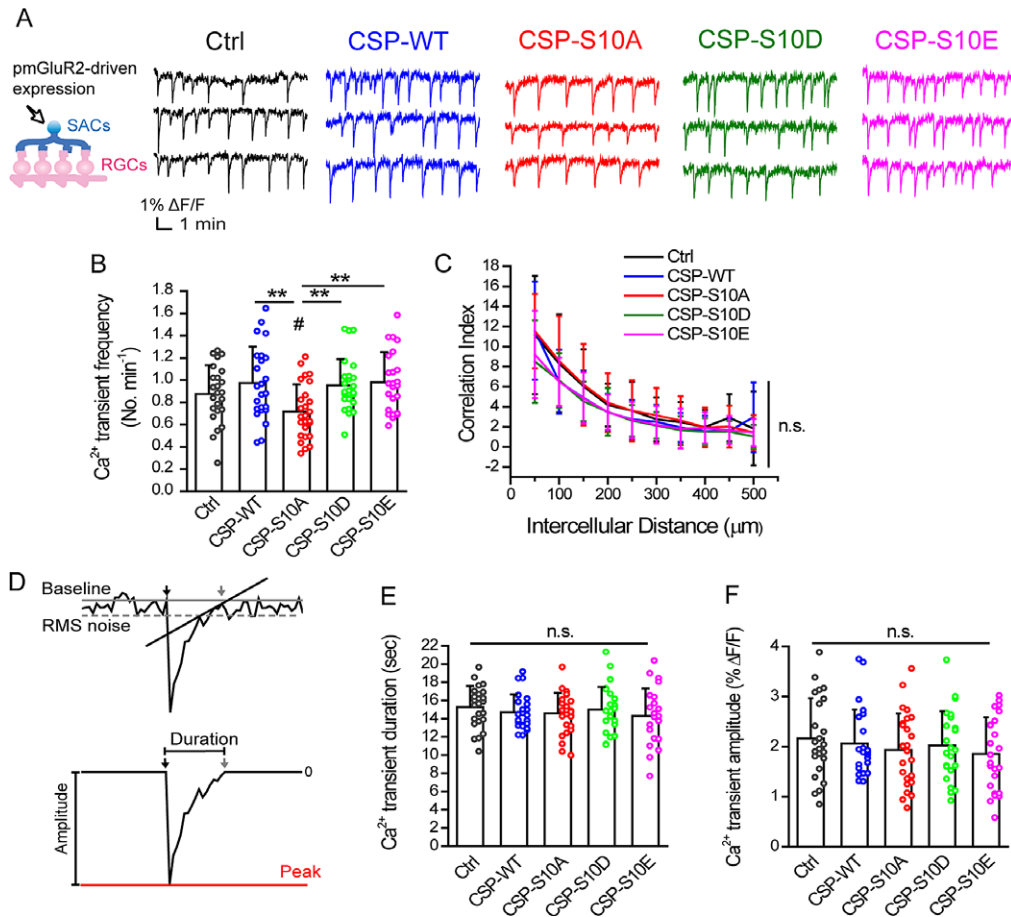 A
Ctrl
CSP-WT
CSP-S10A
CSP-S10D
CSP-S10E
pmGluR2-driven
expression
SACs
RGCs
1% ΔF/F
1 min
B
**
** **
#
Ca²⁺ transient frequency
(No. min⁻¹)
1.8
1.6
1.4
1.2
1.0
0.8
0.6
0.4
0.2
0.0
Ctrl
CSP-WT
CSP-S10A
CSP-S10D
CSP-S10E
C
Ctrl
CSP-WT
CSP-S10A
CSP-S10D
CSP-S10E
Correlation Index
18
16
14
12
10
8
6
4
2
0
-2
n.s.
0 100 200 300 400 500
Intercellular Distance (μm)
D
Baseline
RMS noise
Duration
0
Amplitude
Peak
E
n.s.
Ca²⁺ transient duration (sec)
22
20
18
16
14
12
10
8
6
4
2
0
Ctrl
CSP-WT
CSP-S10A
CSP-S10D
CSP-S10E
F
n.s.
Ca²⁺ transient amplitude (% ΔF/F)
4
3
2
1
0
Ctrl
CSP-WT
CSP-S10A
CSP-S10D
CSP-S10E